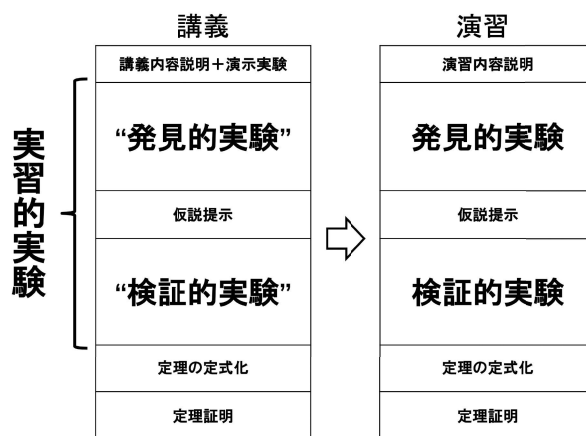 講義
講義内容説明＋演示実験
“発見的実験”
仮説提示
“検証的実験”
定理の定式化
定理証明
実習的実験
演習
演習内容説明
発見的実験
仮説提示
検証的実験
定理の定式化
定理証明